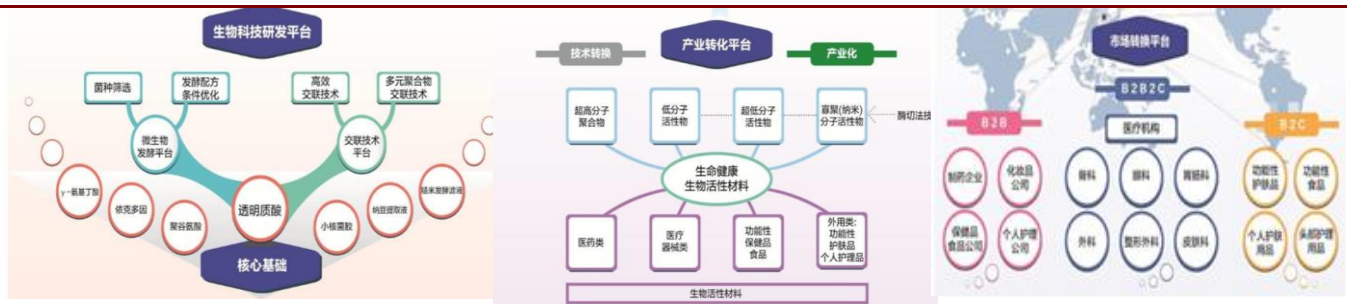 生物科技研发平台
菌种筛选
发酵配方
条件优化
高效
交联技术
多元聚合物
交联技术
微生物
发酵平台
交联技术
平台
γ-氨基丁酸
依克多因
聚谷氨酸
透明质酸
小核菌胶
纳豆提取液
糙米发酵滤液
核心基础
技术转换
产业转化平台
产业化
超高分子
聚合物
低分子
活性物
超低分子
活性物
寡聚(纳米)
分子活性物
酶切法技
生命健康
生物活性材料
医药类
医疗
器械类
功能性
保健品
食品
外用类:
功能性
护肤品
个人护理品
生物活性材料
市场转换平台
B2B2C
B2B
医疗机构
B2C
制药企业
化妆品
公司
保健品
食品公司
个人护理
公司
骨科
眼科
胃肠科
外科
整形外科
皮肤科
功能性
护肤品
功能性
食品
个人护肤
用品
头部护理
用品